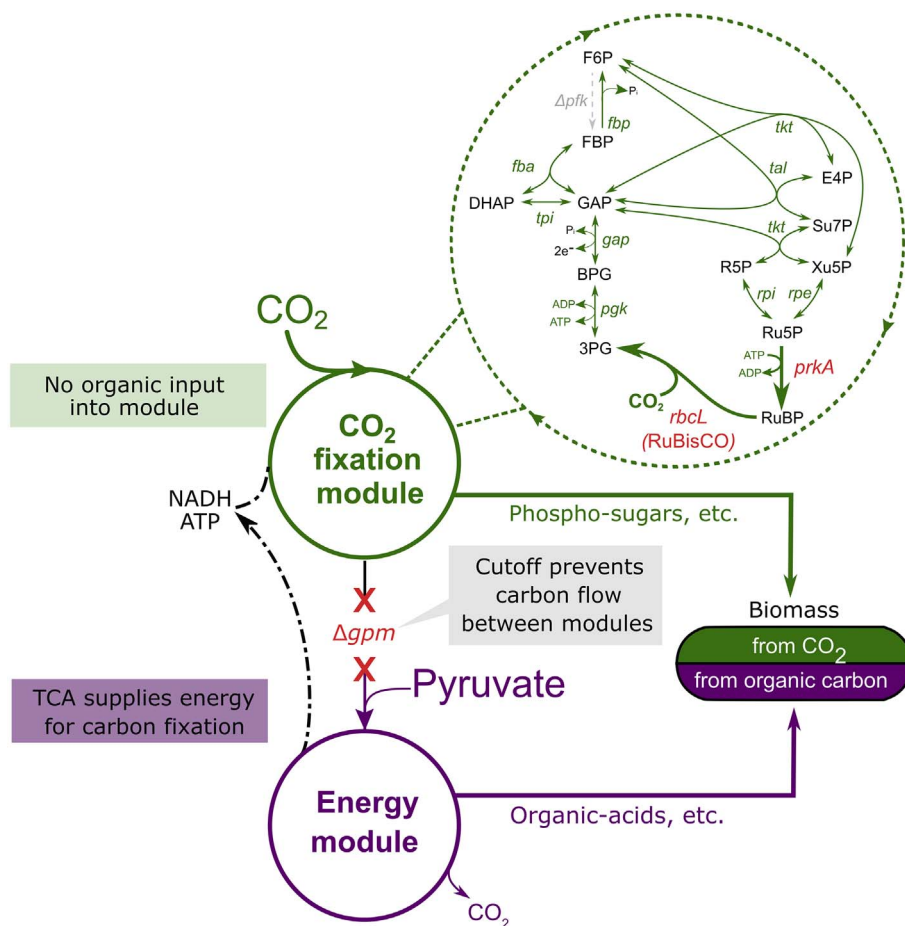 F6P
Δpfk
Pᵢ
fbp
FBP
tkt
fba
tal
E4P
DHAP
GAP
tpi
Su7P
Pᵢ
gap
tkt
2e⁻
BPG
R5P
Xu5P
ADP
pgk
rpi
rpe
ATP
Ru5P
3PG
ATP
prkA
ADP
CO₂
rbcL
RuBP
(RuBisCO)
CO₂
No organic input
into module
CO₂
fixation
module
NADH
ATP
Phospho-sugars, etc.
Cutoff prevents
carbon flow
between modules
X
Δgpm
X
Biomass
from CO₂
from organic carbon
Pyruvate
TCA supplies energy
for carbon fixation
Energy
module
Organic-acids, etc.
CO₂